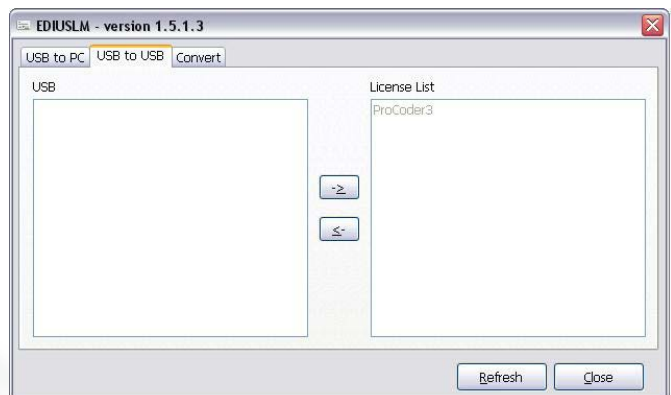 EDIUSLM - version 1.5.1.3
USB to PC USB to USB Convert
USB License List
ProCoder3
->
<-
Refresh Close